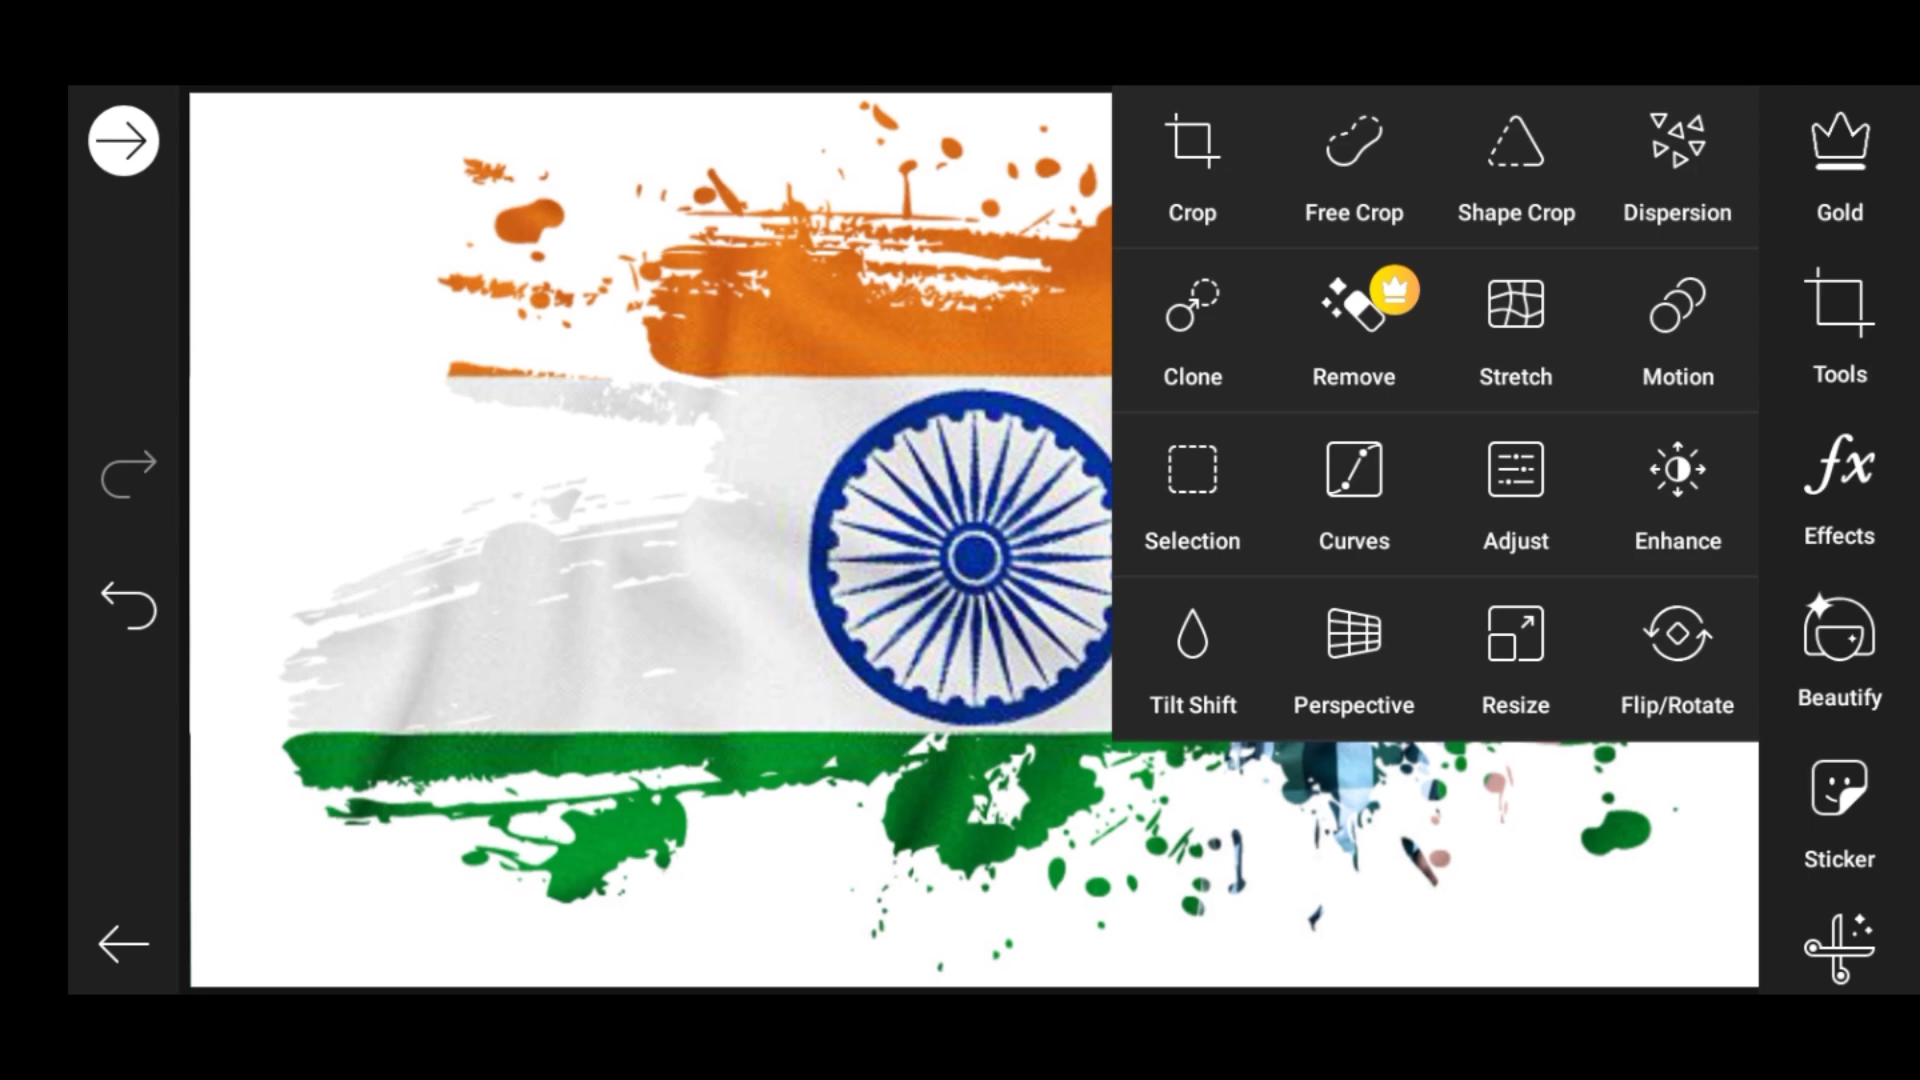 Crop Free Crop Shape Crop Dispersion
Clone Remove Stretch Motion
Selection Curves Adjust Enhance
Tilt Shift Perspective Resize Flip/Rotate
Gold
Tools
fx
Effects
Beautify
Sticker